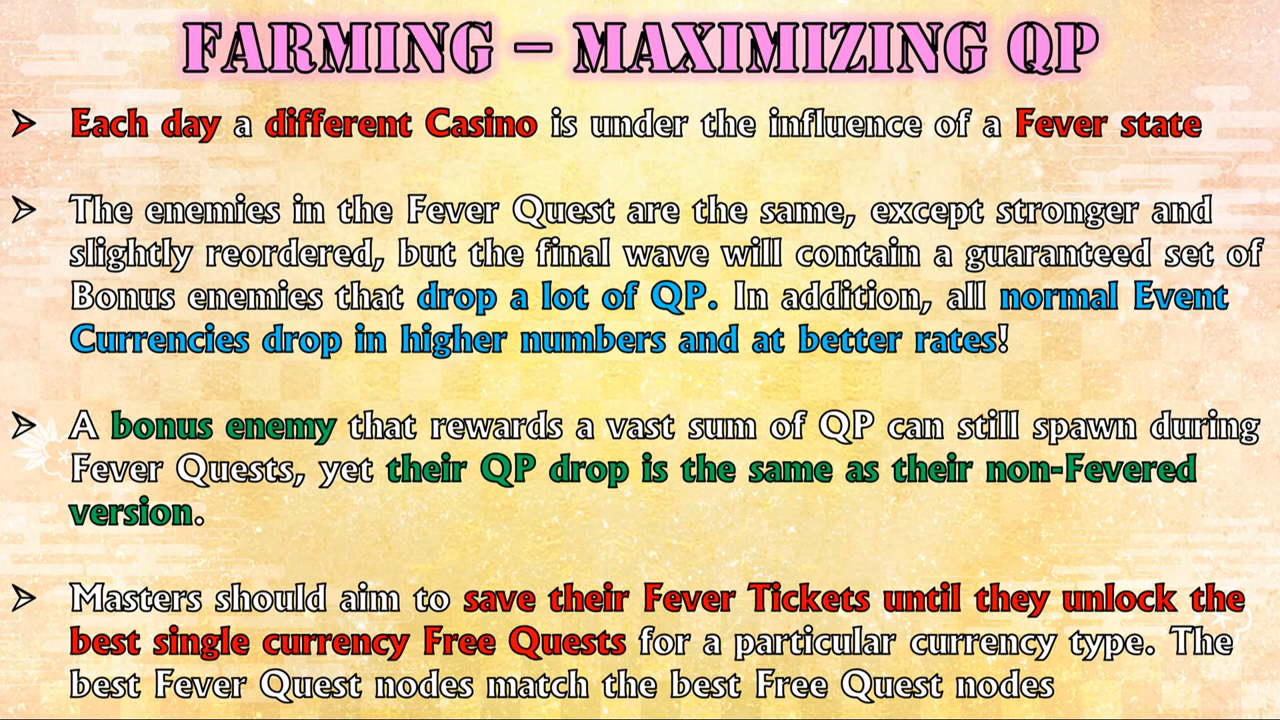 FARMING – MAXIMIZING QP
➢ Each day a different Casino is under the influence of a Fever state
➢ The enemies in the Fever Quest are the same, except stronger and
slightly reordered, but the final wave will contain a guaranteed set of
Bonus enemies that drop a lot of QP. In addition, all normal Event
Currencies drop in higher numbers and at better rates!
➢ A bonus enemy that rewards a vast sum of QP can still spawn during
Fever Quests, yet their QP drop is the same as their non-Fevered
version.
➢ Masters should aim to save their Fever Tickets until they unlock the
best single currency Free Quests for a particular currency type. The
best Fever Quest nodes match the best Free Quest nodes